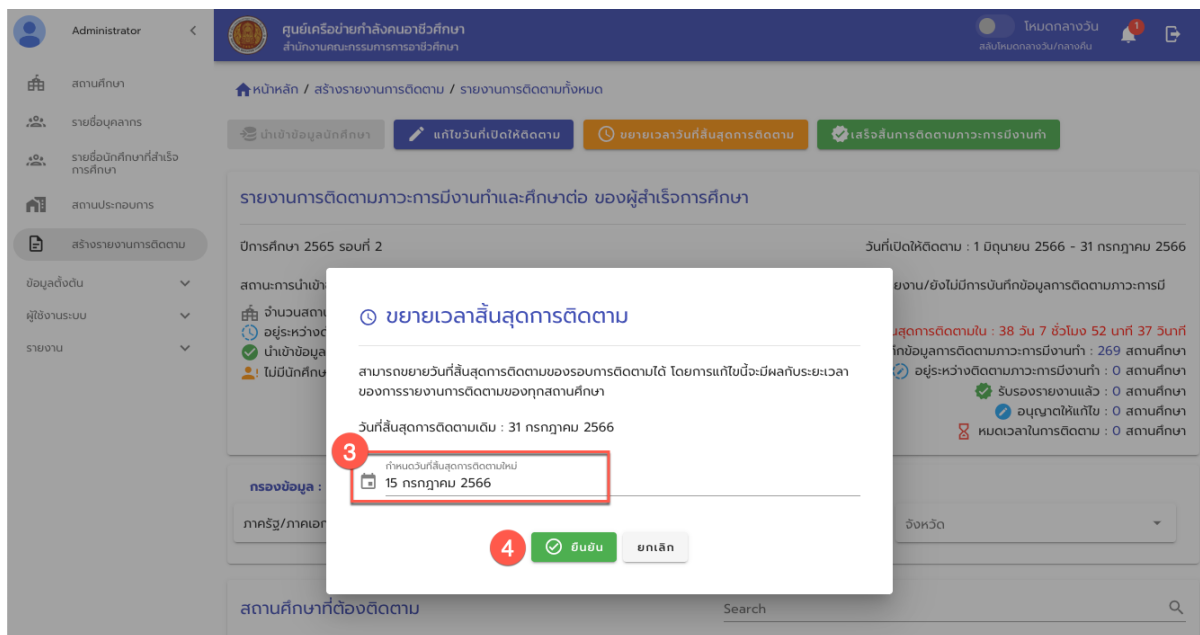 Administrator
ศูนย์เครือข่ายกำลังคนอาชีวศึกษา
สำนักงานคณะกรรมการการอาชีวศึกษา
โหมดกลางวัน
สลับโหมดกลางวัน/กลางคืน
1
สถานศึกษา
รายชื่อบุคลากร
รายชื่อนักศึกษาที่สำเร็จ
การศึกษา
สถานประกอบการ
สร้างรายงานการติดตาม
ข้อมูลตั้งต้น
ผู้ใช้งานระบบ
รายงาน
หน้าหลัก / สร้างรายงานการติดตาม / รายงานการติดตามทั้งหมด
นำเข้าข้อมูลนักศึกษา
แก้ไขวันที่เปิดให้ติดตาม
ขยายเวลาวันที่สิ้นสุดการติดตาม
เสร็จสิ้นการติดตามภาวะการมีงานทำ
รายงานการติดตามภาวะการมีงานทำและศึกษาต่อ ของผู้สำเร็จการศึกษา
ปีการศึกษา 2565 รอบที่ 2
วันที่เปิดให้ติดตาม : 1 มิถุนายน 2566 - 31 กรกฎาคม 2566
สถานะการนำเข้า
ยงาน/ยังไม่มีการบันทึกข้อมูลการติดตามภาวะการมี
จำนวนสถาน
อยู่ระหว่าง
นำเข้าข้อมูล
ไม่มีนักศึกษ
นสุดการติดตามใน : 38 วัน 7 ชั่วโมง 52 นาที 37 วินาที
ทึกข้อมูลการติดตามภาวะการมีงานทำ : 269 สถานศึกษา
อยู่ระหว่างติดตามภาวะการมีงานทำ : 0 สถานศึกษา
รับรองรายงานแล้ว : 0 สถานศึกษา
อนุญาตให้แก้ไข : 0 สถานศึกษา
หมดเวลาในการติดตาม : 0 สถานศึกษา
ขยายเวลาสิ้นสุดการติดตาม
สามารถขยายวันที่สิ้นสุดการติดตามของรอบการติดตามได้ โดยการแก้ไขนี้จะมีผลกับระยะเวลา
ของการรายงานการติดตามของทุกสถานศึกษา
วันที่สิ้นสุดการติดตามเดิม : 31 กรกฎาคม 2566
3
กำหนดวันที่สิ้นสุดการติดตามใหม่
15 กรกฎาคม 2566
4
ยืนยัน
ยกเลิก
กรองข้อมูล :
ภาครัฐ/ภาคเอก
จังหวัด
สถานศึกษาที่ต้องติดตาม
Search